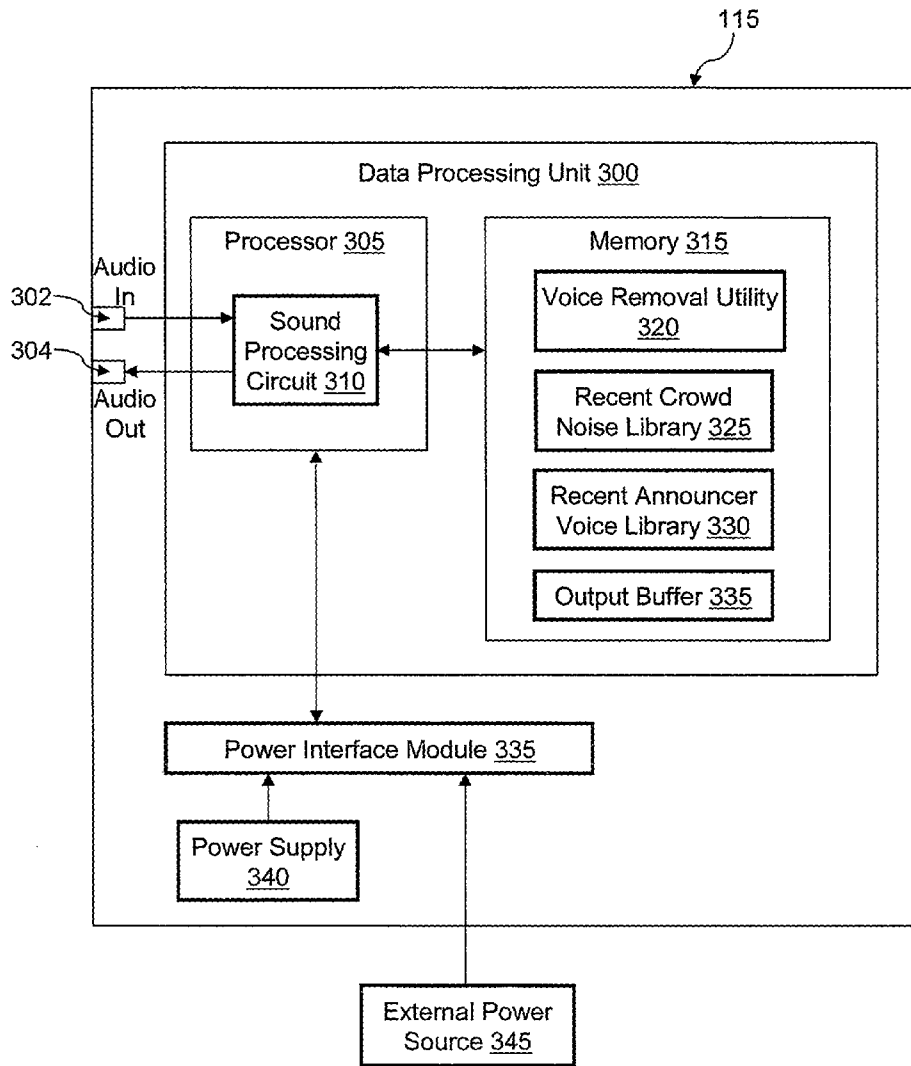 115
Data Processing Unit 300
Processor 305
Memory 315
Audio
In
302
304
Audio
Out
Sound
Processing
Circuit 310
Voice Removal Utility
320
Recent Crowd
Noise Library 325
Recent Announcer
Voice Library 330
Output Buffer 335
Power Interface Module 335
Power Supply
340
External Power
Source 345